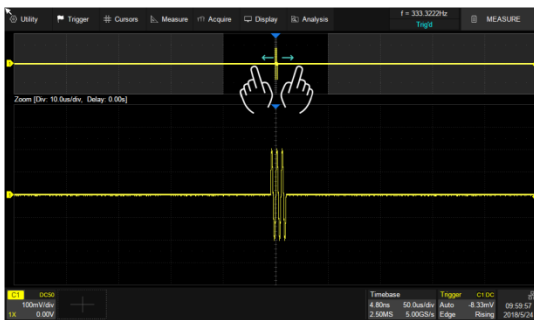 Utility Trigger Cursors Measure Acquire Display Analysis f = 333.3222Hz MEASURE
Trig'd
Zoom [Div: 10.0us/div, Delay: 0.00s]
C1 DC50 Timebase Trigger C1 DC
100mV/div 4.80ns 50.0us/div Auto -8.33mV 09:59:57
1X 0.00V 2.50MS 5.00GS/s Edge Rising 2018/5/24